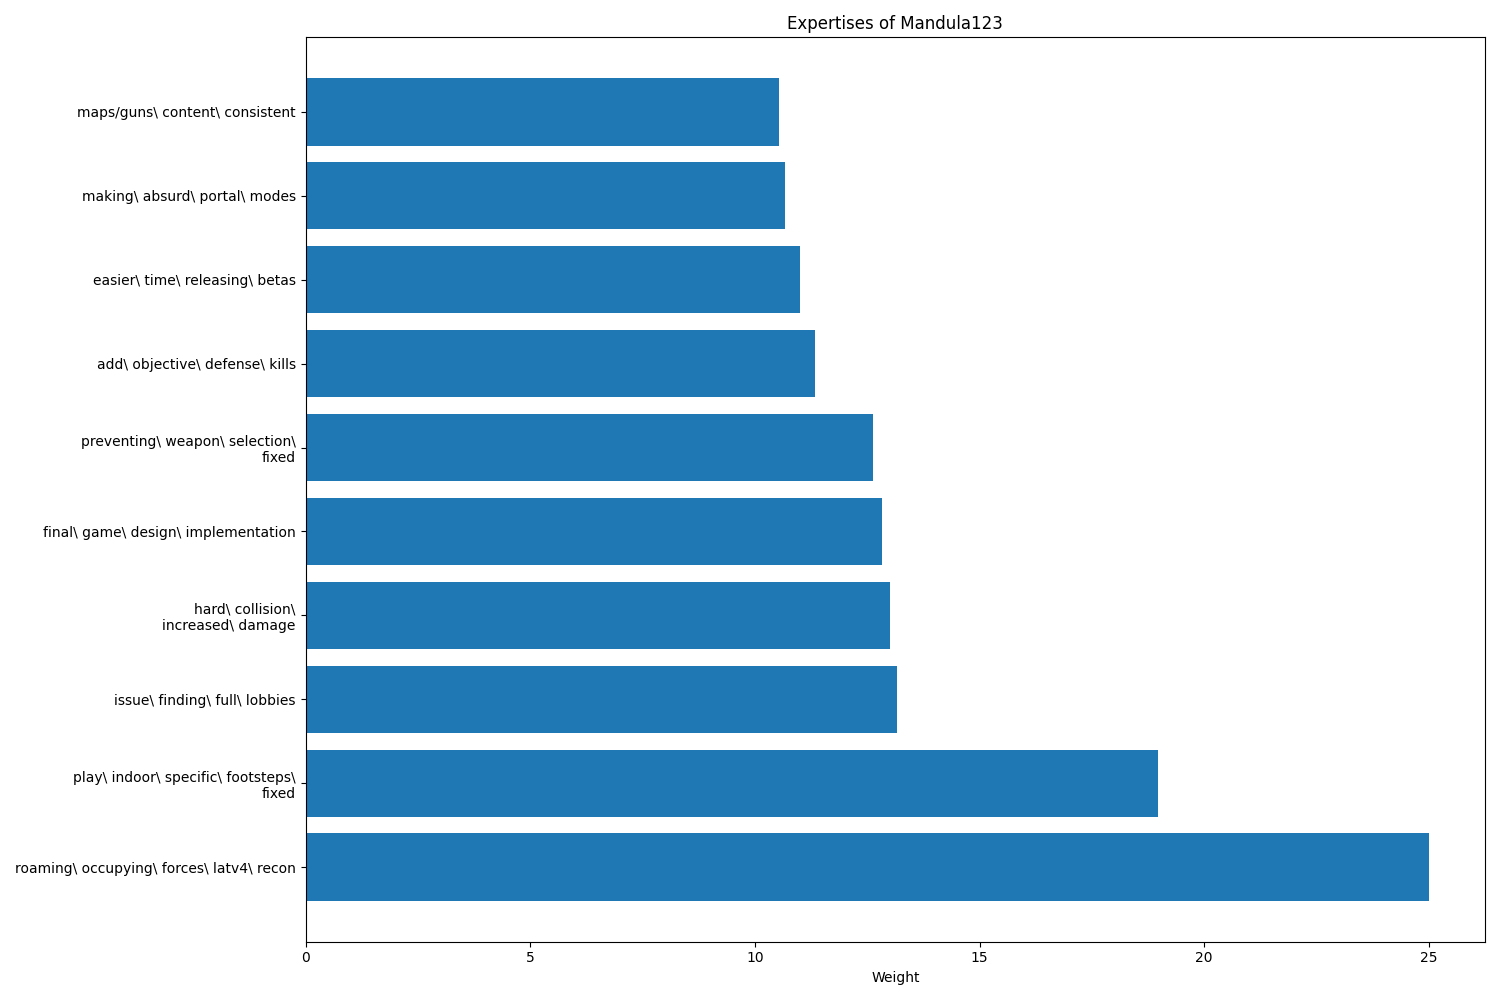 Expertises of Mandula123
maps/guns\ content\ consistent
making\ absurd\ portal\ modes
easier\ time\ releasing\ betas
add\ objective\ defense\ kills
preventing\ weapon\ selection\
fixed
final\ game\ design\ implementation
hard\ collision\
increased\ damage
issue\ finding\ full\ lobbies
play\ indoor\ specific\ footsteps\
fixed
roaming\ occupying\ forces\ latv4\ recon
0 5 10 15 20 25
Weight